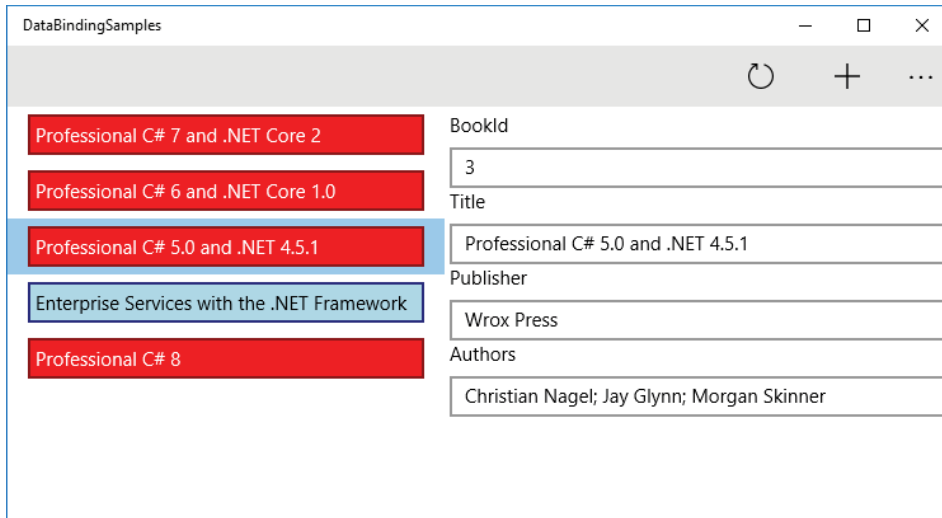 DataBindingSamples
Professional C# 7 and .NET Core 2
Professional C# 6 and .NET Core 1.0
Professional C# 5.0 and .NET 4.5.1
Enterprise Services with the .NET Framework
Professional C# 8
BookId
3
Title
Professional C# 5.0 and .NET 4.5.1
Publisher
Wrox Press
Authors
Christian Nagel; Jay Glynn; Morgan Skinner